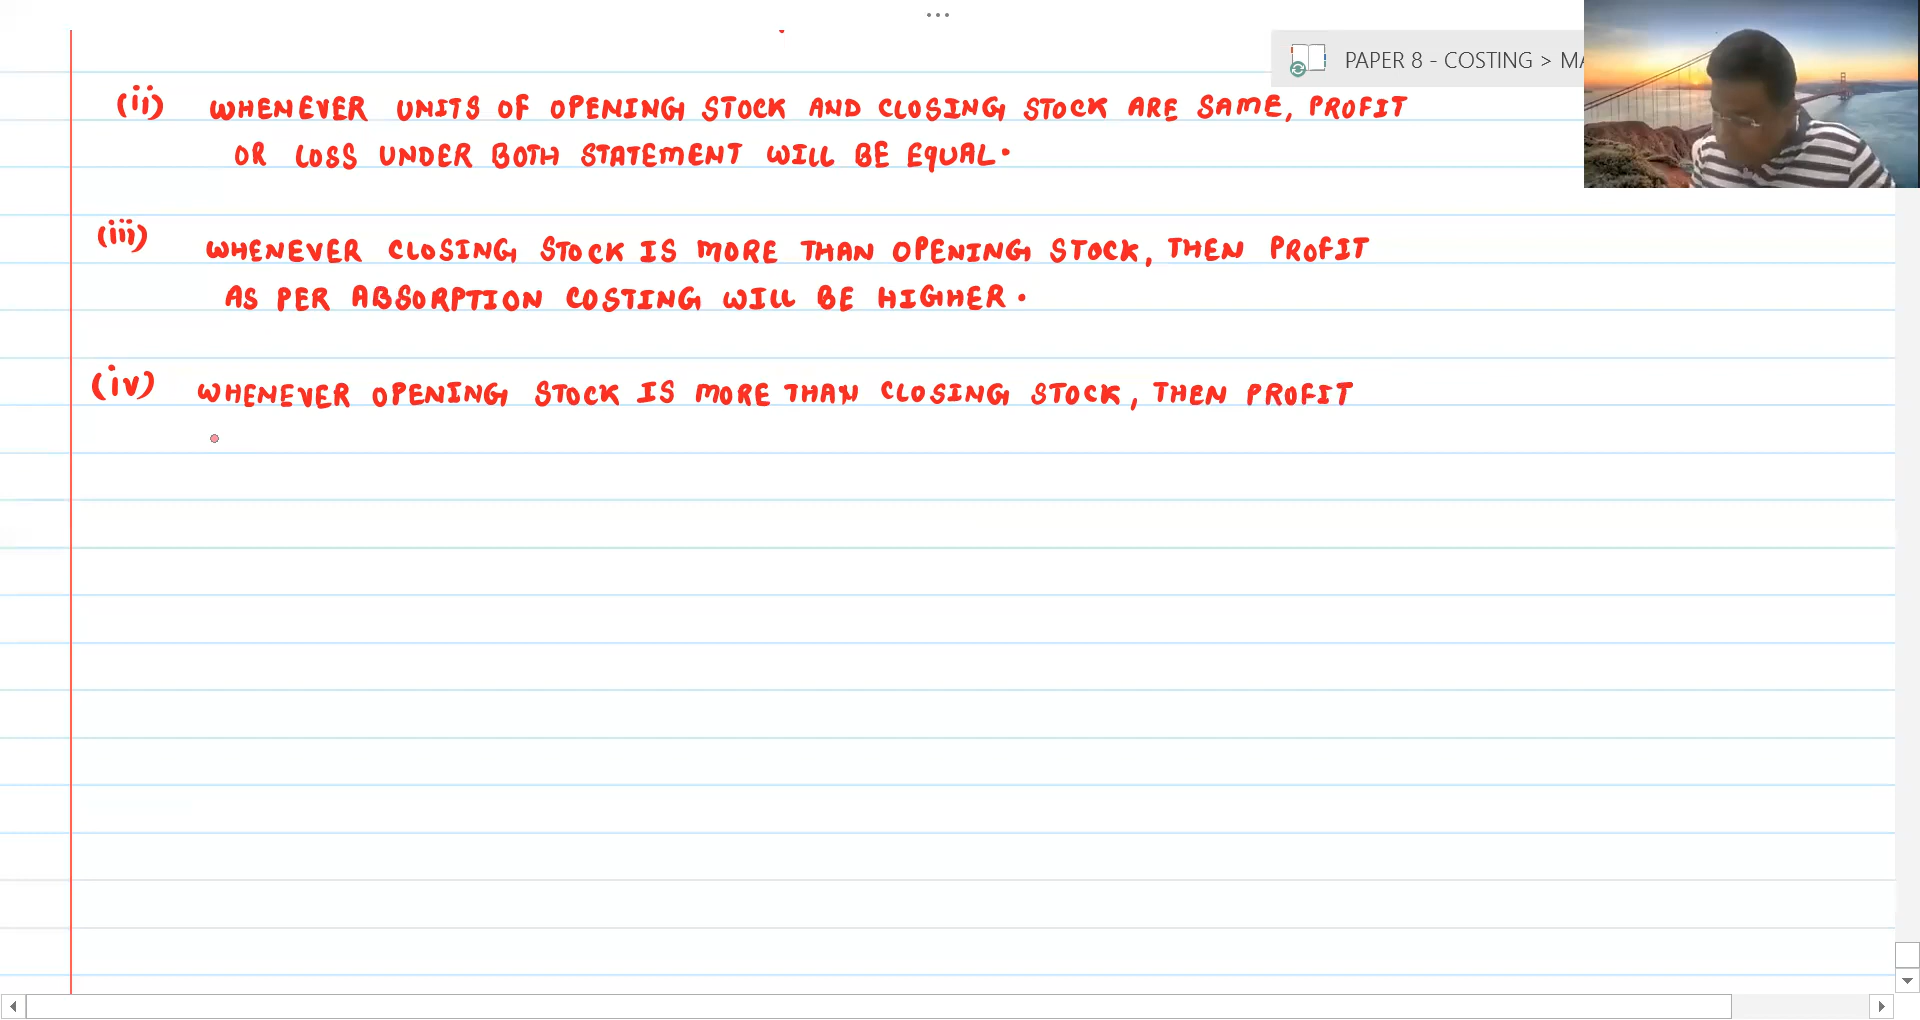 ...
PAPER 8 - COSTING > MA
(ii) WHENEVER UNITS OF OPENING STOCK AND CLOSING STOCK ARE SAME, PROFIT
OR LOSS UNDER BOTH STATEMENT WILL BE EQUAL.
(iii) WHENEVER CLOSING STOCK IS MORE THAN OPENING STOCK, THEN PROFIT
AS PER ABSORPTION COSTING WILL BE HIGHER.
(iv) WHENEVER OPENING STOCK IS MORE THAN CLOSING STOCK, THEN PROFIT